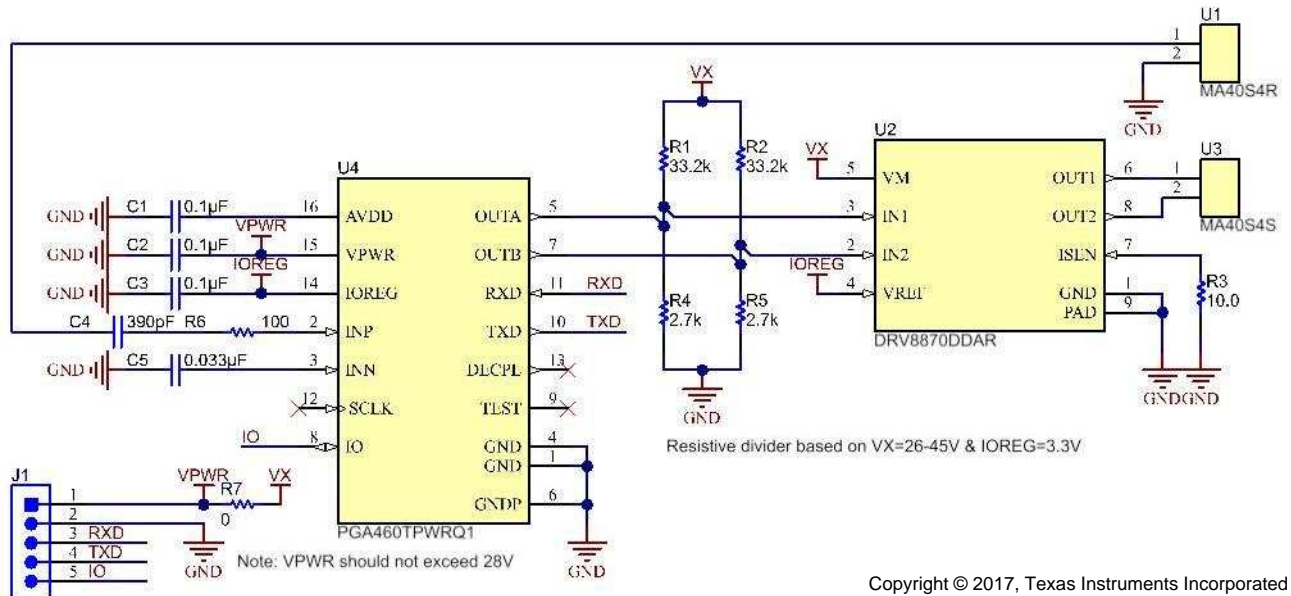 U1
1
2
MA40S4R
GND
VX
R1
33.2k
R2
33.2k
R4
2.7k
R5
2.7k
GND
U4
GND C1 0.1µF 16 AVDD OUTA 5
VPWR
GND C2 0.1µF 15 VPWR OUTB 7
IOREG
GND C3 0.1µF 14 IOREG RXD 11 RXD
C4 390pF R6 100 2 INP TXD 10 TXD
GND C5 0.033µF 3 INN DECPL 13
12 SCLK TEST 9
IO 8 IO GND 4
GND 1
GNDP 6
PGA460TPWRQ1
GND
U2
VX 5 VM OUT1 6
3 IN1 OUT2 8
2 IN2 ISEN 7
IOREG 4 VREF GND 1
PAD 9
DRV8870DDAR
U3
1
2
MA40S4S
R3
10.0
GND GND
Resistive divider based on VX=26-45V & IOREG=3.3V
J1
1 VPWR R7 VX
0
2
3 RXD
4 TXD
5 IO
GND
Note: VPWR should not exceed 28V
Copyright © 2017, Texas Instruments Incorporated